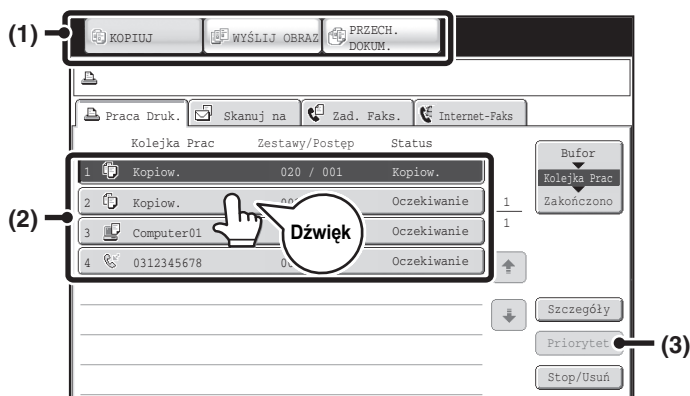 (1)
KOPIUJ
WYŚLIJ OBRAZ
PRZECH.
DOKUM.
Praca Druk.
Skanuj na
Zad. Faks.
Internet-Faks
Kolejka Prac
Zestawy/Postęp
Status
Bufor
Kolejka Prac
Zakończono
(2)
1 Kopiow. 020 / 001 Kopiow.
2 Kopiow. Oczekiwanie
3 Computer01 Oczekiwanie
4 0312345678 Oczekiwanie
Dźwięk
1
1
Szczegóły
Priorytet
(3)
Stop/Usuń